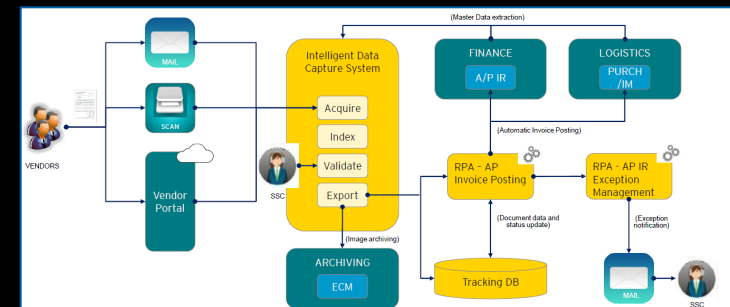 (Master Data extraction)
MAIL
SCAN
VENDORS
Vendor
Portal
Intelligent Data
Capture System
Acquire
Index
Validate
Export
SSC
(Image archiving)
ARCHIVING
ECM
FINANCE
A/P IR
LOGISTICS
PURCH
/IM
(Automatic Invoice Posting)
RPA – AP
Invoice Posting
RPA - AP IR
Exception
Management
(Document data and
status update)
(Exception
notification)
Tracking DB
MAIL
SSC